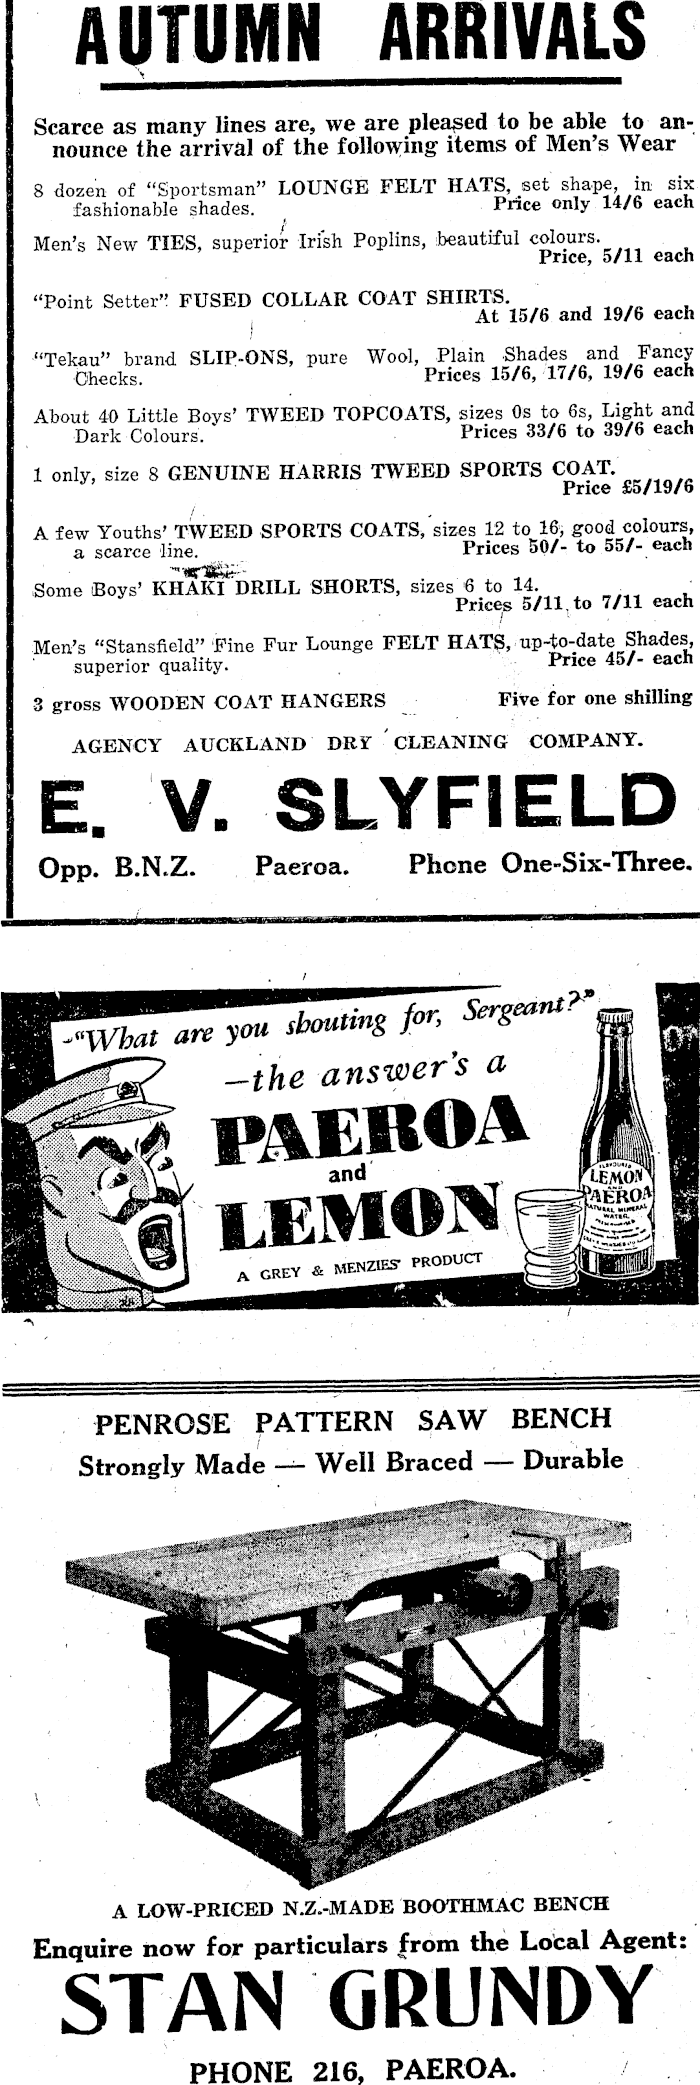 AUTUMN ARRIVALS
Scarce as many lines are, we are pleased to be able to an-
nounce the arrival of the following items of Men's Wear
8 dozen of "Sportsman" LOUNGE FELT HATS, set shape, in six
fashionable shades. Price only 14/6 each
Men's New TIES, superior Irish Poplins, beautiful colours.
Price, 5/11 each
"Point Setter" FUSED COLLAR COAT SHIRTS.
At 15/6 and 19/6 each
"Tekau" brand SLIP-ONS, pure Wool, Plain Shades and Fancy
Checks. Prices 15/6, 17/6, 19/6 each
About 40 Little Boys' TWEED TOPCOATS, sizes 0s to 6s, Light and
Dark Colours. Prices 33/6 to 39/6 each
1 only, size 8 GENUINE HARRIS TWEED SPORTS COAT.
Price £5/19/6
A few Youths' TWEED SPORTS COATS, sizes 12 to 16, good colours,
a scarce line. Prices 50/- to 55/- each
Some Boys' KHAKI DRILL SHORTS, sizes 6 to 14.
Prices 5/11 to 7/11 each
Men's "Stansfield" Fine Fur Lounge FELT HATS, up-to-date Shades,
superior quality. Price 45/- each
3 gross WOODEN COAT HANGERS Five for one shilling
AGENCY AUCKLAND DRY CLEANING COMPANY.
E. V. SLYFIELD
Opp. B.N.Z. Paeroa. Phone One-Six-Three.
-"What are you shouting for, Sergeant?"
—the answer's a
PAEROA
and
LEMON
A GREY & MENZIES' PRODUCT
FLAVOURED
LEMON
AND
PAEROA
NATURAL MINERAL
WATER
PENROSE PATTERN SAW BENCH
Strongly Made — Well Braced — Durable
A LOW-PRICED N.Z.-MADE BOOTHMAC BENCH
Enquire now for particulars from the Local Agent:
STAN GRUNDY
PHONE 216, PAEROA.